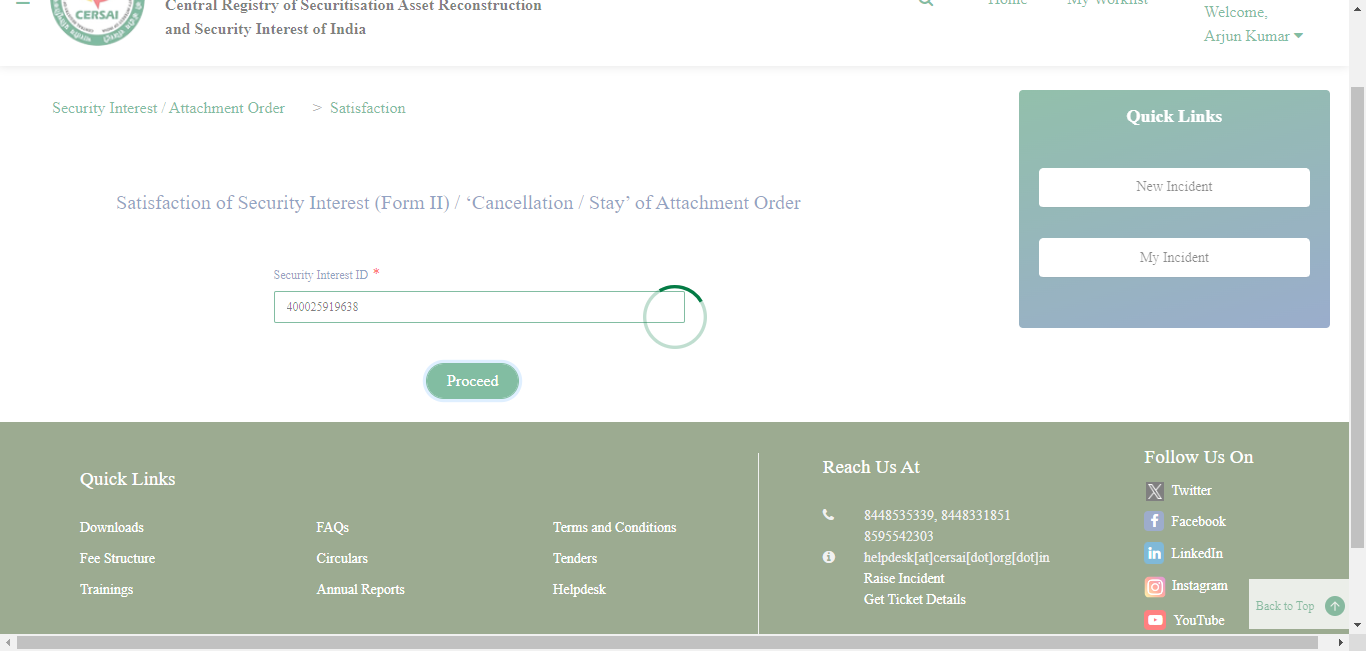 CERSAI
Central Registry of Securitisation Asset Reconstruction
and Security Interest of India
Home
My Worklist
Welcome,
Arjun Kumar
Security Interest / Attachment Order > Satisfaction
Satisfaction of Security Interest (Form II) / ‘Cancellation / Stay’ of Attachment Order
Security Interest ID *
400025919638
Proceed
Quick Links
New Incident
My Incident
Quick Links
Downloads
FAQs
Terms and Conditions
Fee Structure
Circulars
Tenders
Trainings
Annual Reports
Helpdesk
Reach Us At
8448535339, 8448331851
8595542303
helpdesk[at]cersai[dot]org[dot]in
Raise Incident
Get Ticket Details
Follow Us On
Twitter
Facebook
LinkedIn
Instagram
YouTube
Back to Top